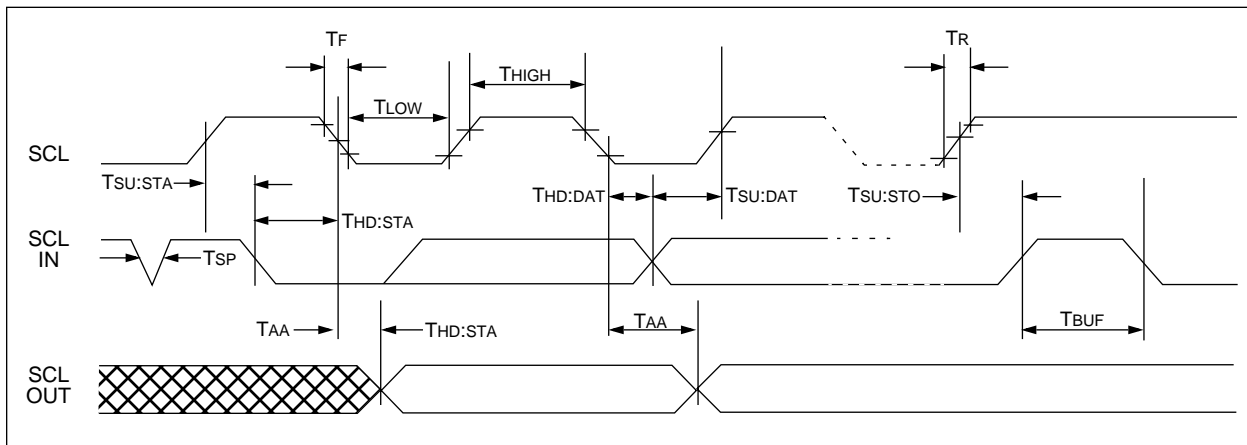 TF
TR
THIGH
TLOW
SCL
TSU:STA
THD:DAT
TSU:DAT
TSU:STO
THD:STA
SCL
IN
TSP
TAA
THD:STA
TAA
TBUF
SCL
OUT